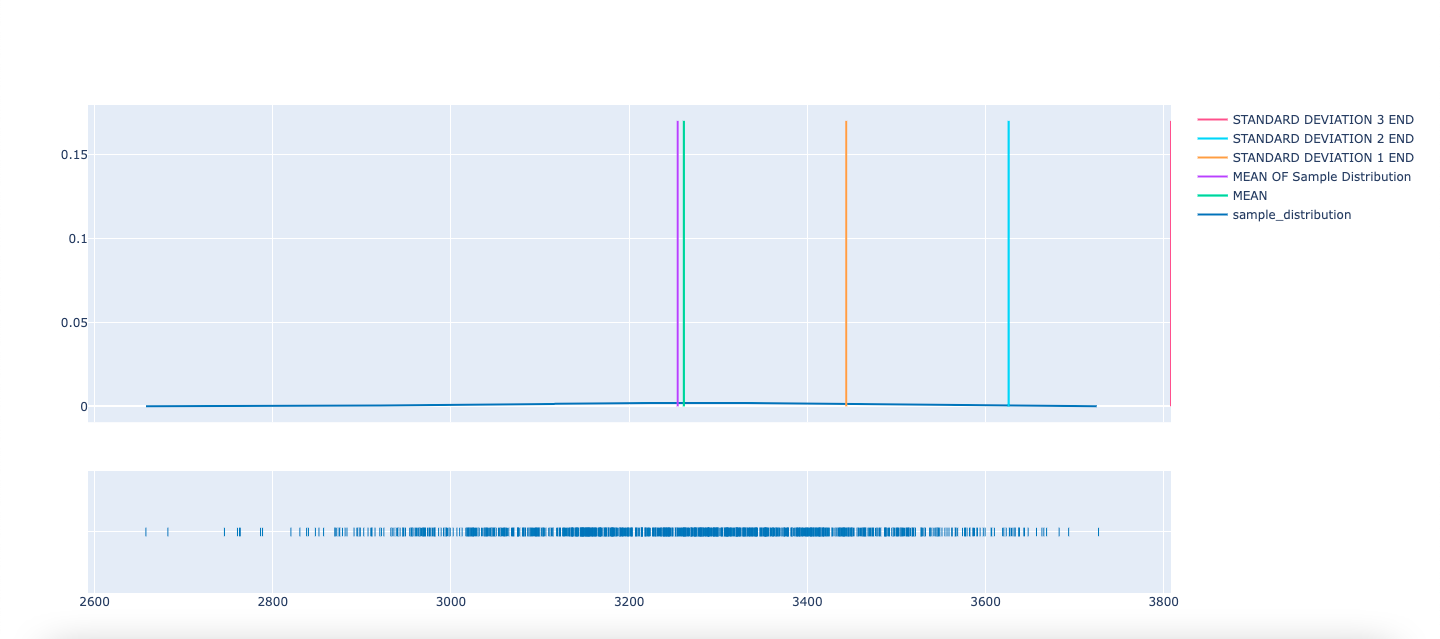 STANDARD DEVIATION 3 END
STANDARD DEVIATION 2 END
STANDARD DEVIATION 1 END
MEAN OF Sample Distribution
MEAN
sample_distribution
0.15
0.1
0.05
0
2600 2800 3000 3200 3400 3600 3800